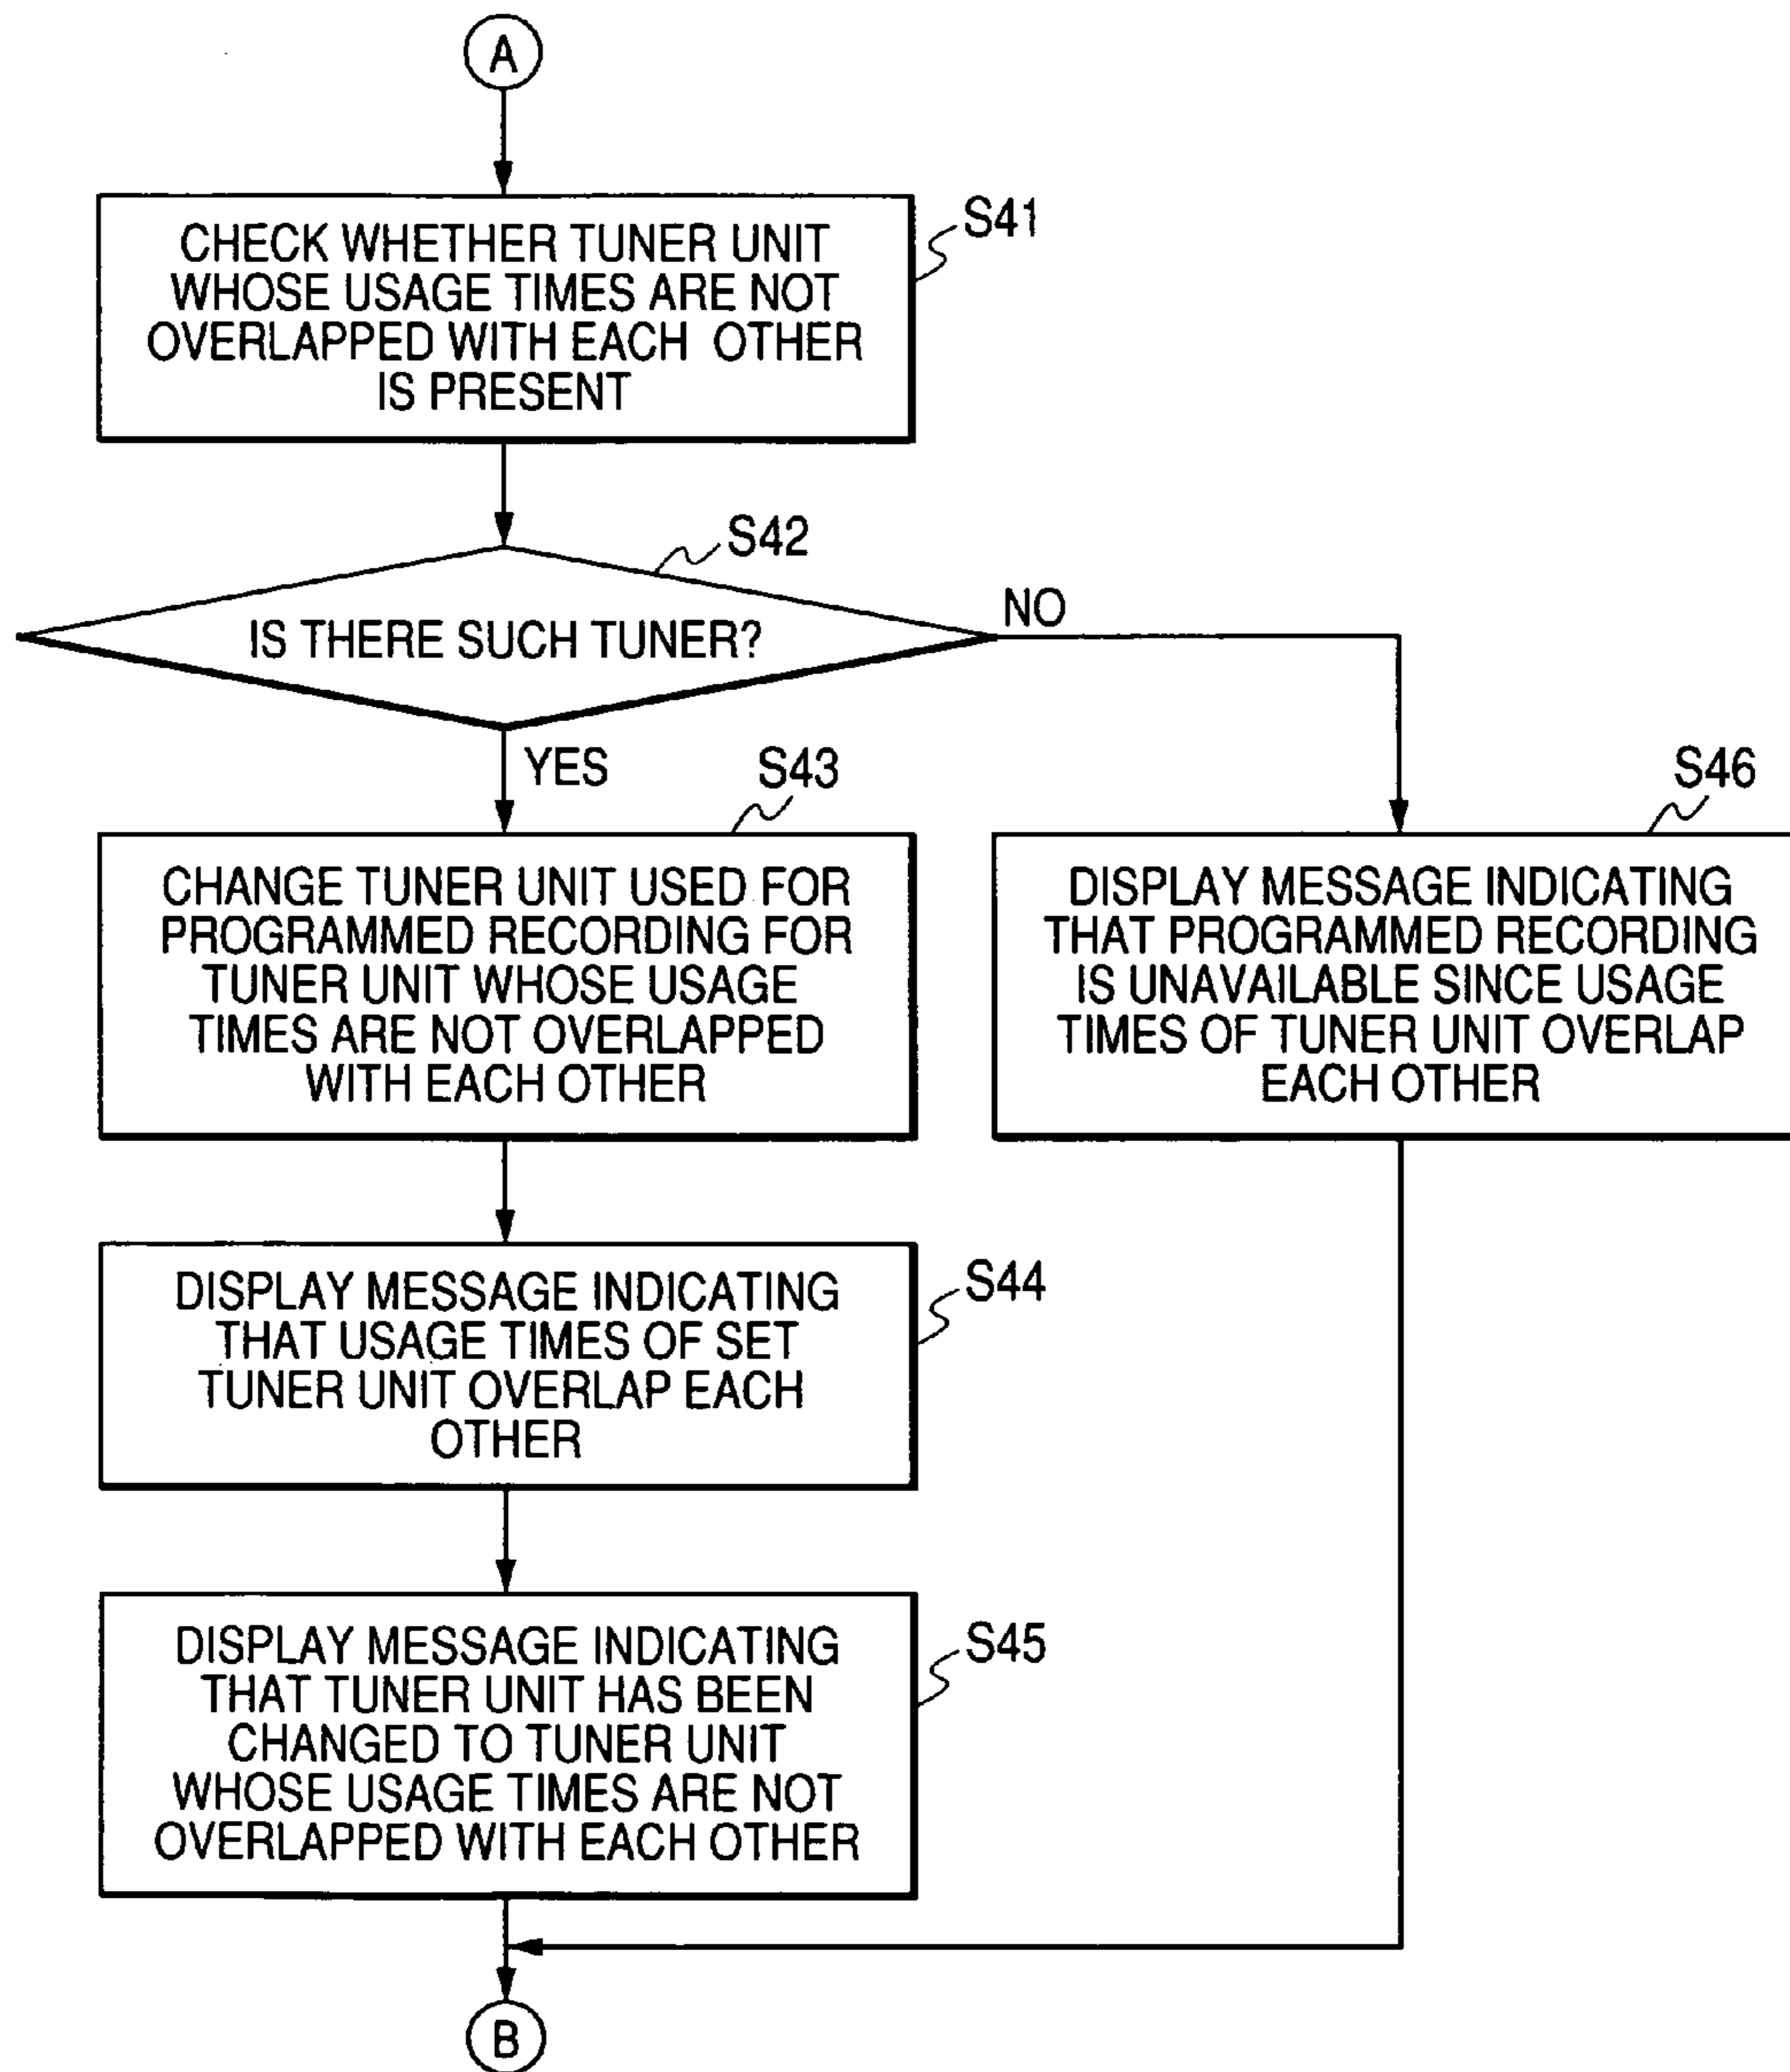 A
S41
CHECK WHETHER TUNER UNIT
WHOSE USAGE TIMES ARE NOT
OVERLAPPED WITH EACH OTHER
IS PRESENT
S42
IS THERE SUCH TUNER?
NO
YES
S43
CHANGE TUNER UNIT USED FOR
PROGRAMMED RECORDING FOR
TUNER UNIT WHOSE USAGE
TIMES ARE NOT OVERLAPPED
WITH EACH OTHER
S46
DISPLAY MESSAGE INDICATING
THAT PROGRAMMED RECORDING
IS UNAVAILABLE SINCE USAGE
TIMES OF TUNER UNIT OVERLAP
EACH OTHER
S44
DISPLAY MESSAGE INDICATING
THAT USAGE TIMES OF SET
TUNER UNIT OVERLAP EACH
OTHER
S45
DISPLAY MESSAGE INDICATING
THAT TUNER UNIT HAS BEEN
CHANGED TO TUNER UNIT
WHOSE USAGE TIMES ARE NOT
OVERLAPPED WITH EACH OTHER
B